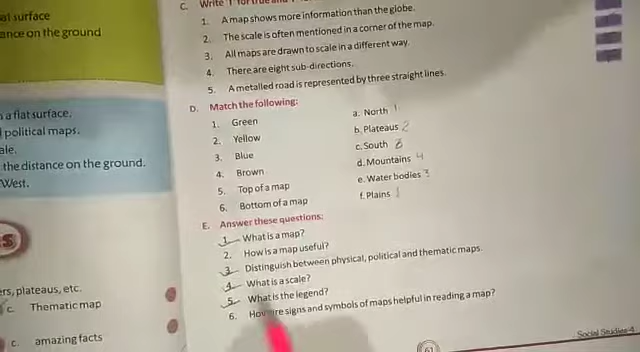 at surface
ance on the ground
s a flat surface.
political maps.
ale.
the distance on the ground.
West.
S
ers, plateaus, etc.
c. Thematic map
c. amazing facts
C. Write
1. A map shows more information than the globe.
2. The scale is often mentioned in a corner of the map.
3. All maps are drawn to scale in a different way.
4. There are eight sub-directions.
5. A metalled road is represented by three straight lines.
D. Match the following:
1. Green a. North
2. Yellow b. Plateaus 2
3. Blue c. South
4. Brown d. Mountains 4
5. Top of a map e. Water bodies 3
6. Bottom of a map f. Plains 1
E. Answer these questions:
1. What is a map?
2. How is a map useful?
3. Distinguish between physical, political and thematic maps.
4. What is a scale?
5. What is the legend?
6. How are signs and symbols of maps helpful in reading a map?
61
Social Studies-4